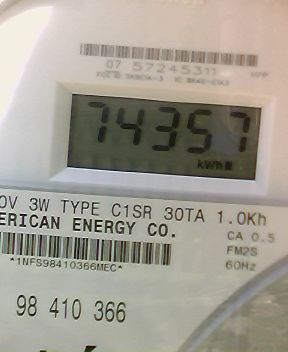 07 57245311
74357
kWh
0V 3W TYPE C1SR 30TA 1.0Kh
ERICAN ENERGY CO.
CA 0.5
FM2S
60Hz
*1NFS98410366MEC*
98 410 366